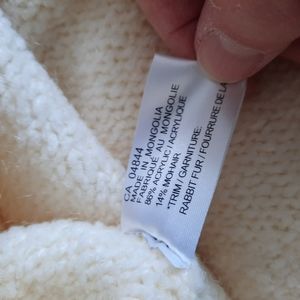 CA 04844
MADE IN MONGOLIA
FABRIQUÉ AU MONGOLIE
86% ACRYLIC / ACRYLIQUE
14% MOHAIR
*TRIM / GARNITURE:
RABBIT FUR / FOURRURE DE LA